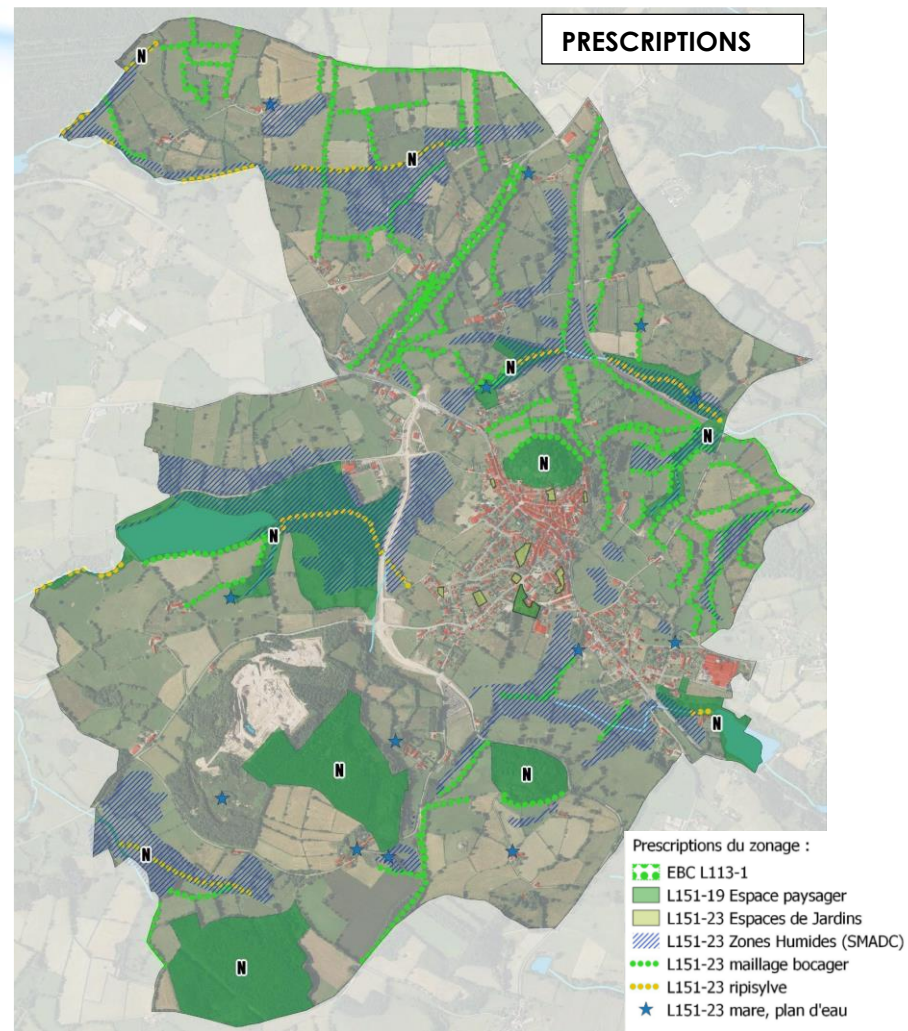 PRESCRIPTIONS
N
N
N
N
N
N
N
N
N
N
N
Prescriptions du zonage :
EBC L113-1
L151-19 Espace paysager
L151-23 Espaces de Jardins
L151-23 Zones Humides (SMADC)
L151-23 maillage bocager
L151-23 ripisylve
L151-23 mare, plan d'eau